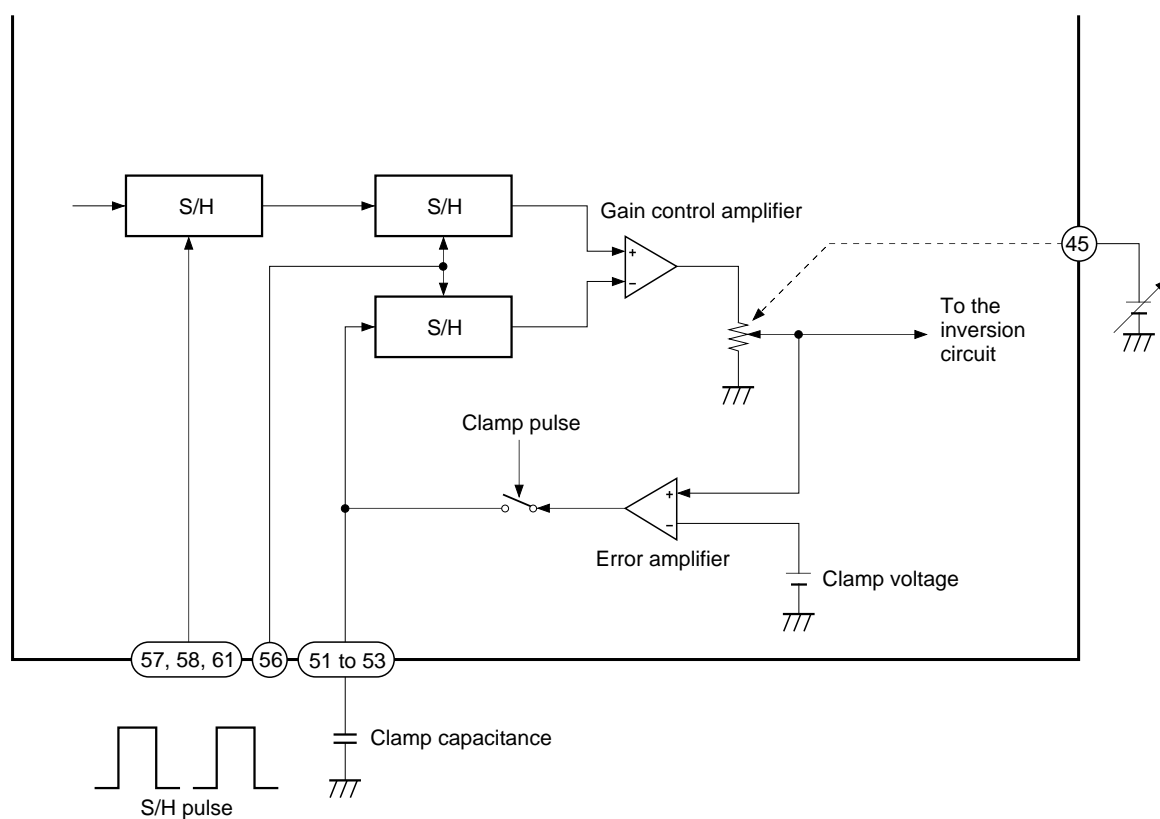 S/H
S/H
Gain control amplifier
+
−
45
S/H
To the
inversion
circuit
Clamp pulse
+
−
Error amplifier
Clamp voltage
57, 58, 61
56
51 to 53
Clamp capacitance
S/H pulse